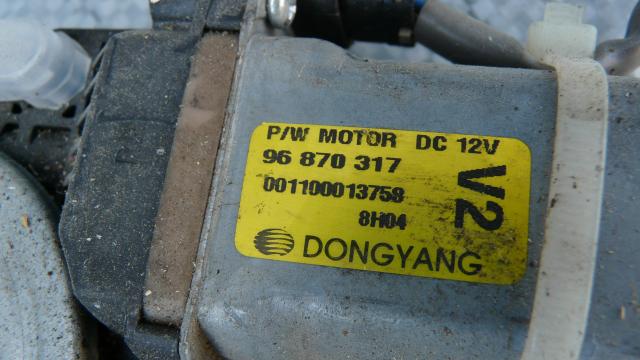 P/W MOTOR DC 12V
96 870 317
001100013758
8H04
V2
DONGYANG